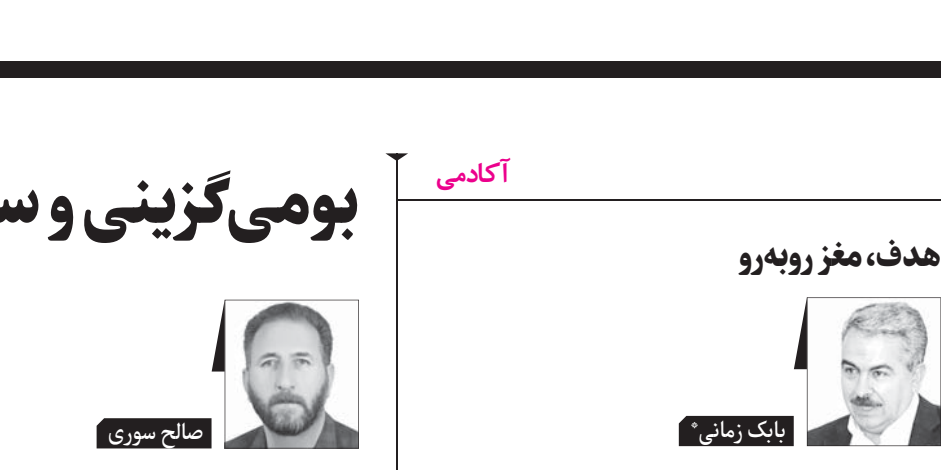 آکادمی
هدف، مغز روبه‌رو
بابک زمانی*
بومی‌گزینی و
صالح سوری